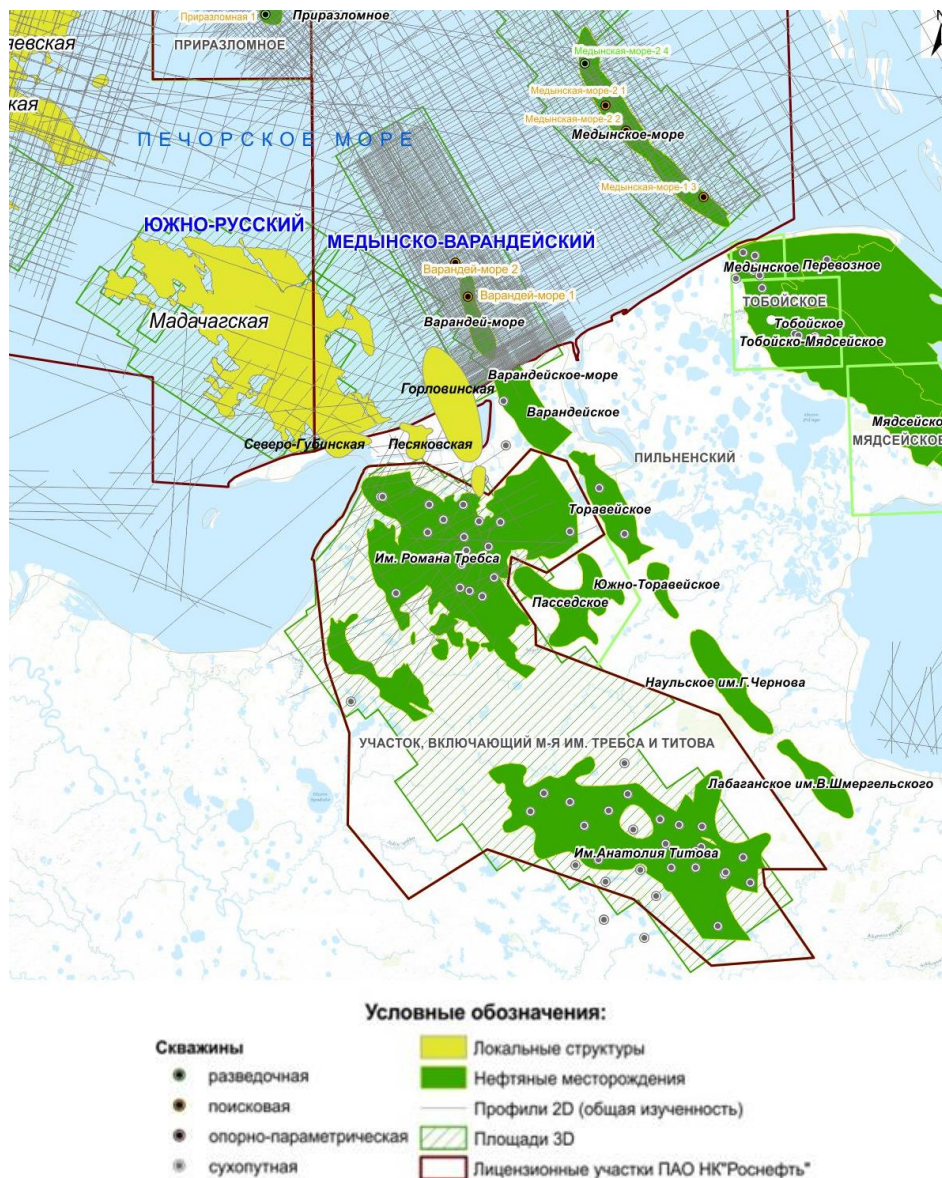 Приразломная 1
Приразломное
ПРИРАЗЛОМНОЕ
яевская
кая
Медынская-море-2 4
Медынская-море-2 1
Медынская-море-2 2
Медынское-море
ПЕЧОРСКОЕ МОРЕ
Медынская-море-1 3
ЮЖНО-РУССКИЙ
МЕДЫНСКО-ВАРАНДЕЙСКИЙ
Варандей-море 2
Медынское
Перевозное
Варандей-море 1
ТОБОЙСКОЕ
Мадачагская
Варандей-море
Тобойское
Тобойско-Мядсейское
Варандейское-море
Горловинская
Варандейское
Мядсейско
МЯДСЕЙСКОЕ
Северо-Губинская
Песяковская
ПИЛЬНЕНСКИЙ
Торавейское
Им. Романа Требса
Южно-Торавейское
Пасседское
Наульское им.Г.Чернова
УЧАСТОК, ВКЛЮЧАЮЩИЙ М-Я ИМ. ТРЕБСА И ТИТОВА
Лабаганское им.В.Шмергельского
Им.Анатолия Титова
Условные обозначения:
Скважины
разведочная
поисковая
опорно-параметрическая
сухопутная
Локальные структуры
Нефтяные месторождения
Профили 2D (общая изученность)
Площади 3D
Лицензионные участки ПАО НК"Роснефть"